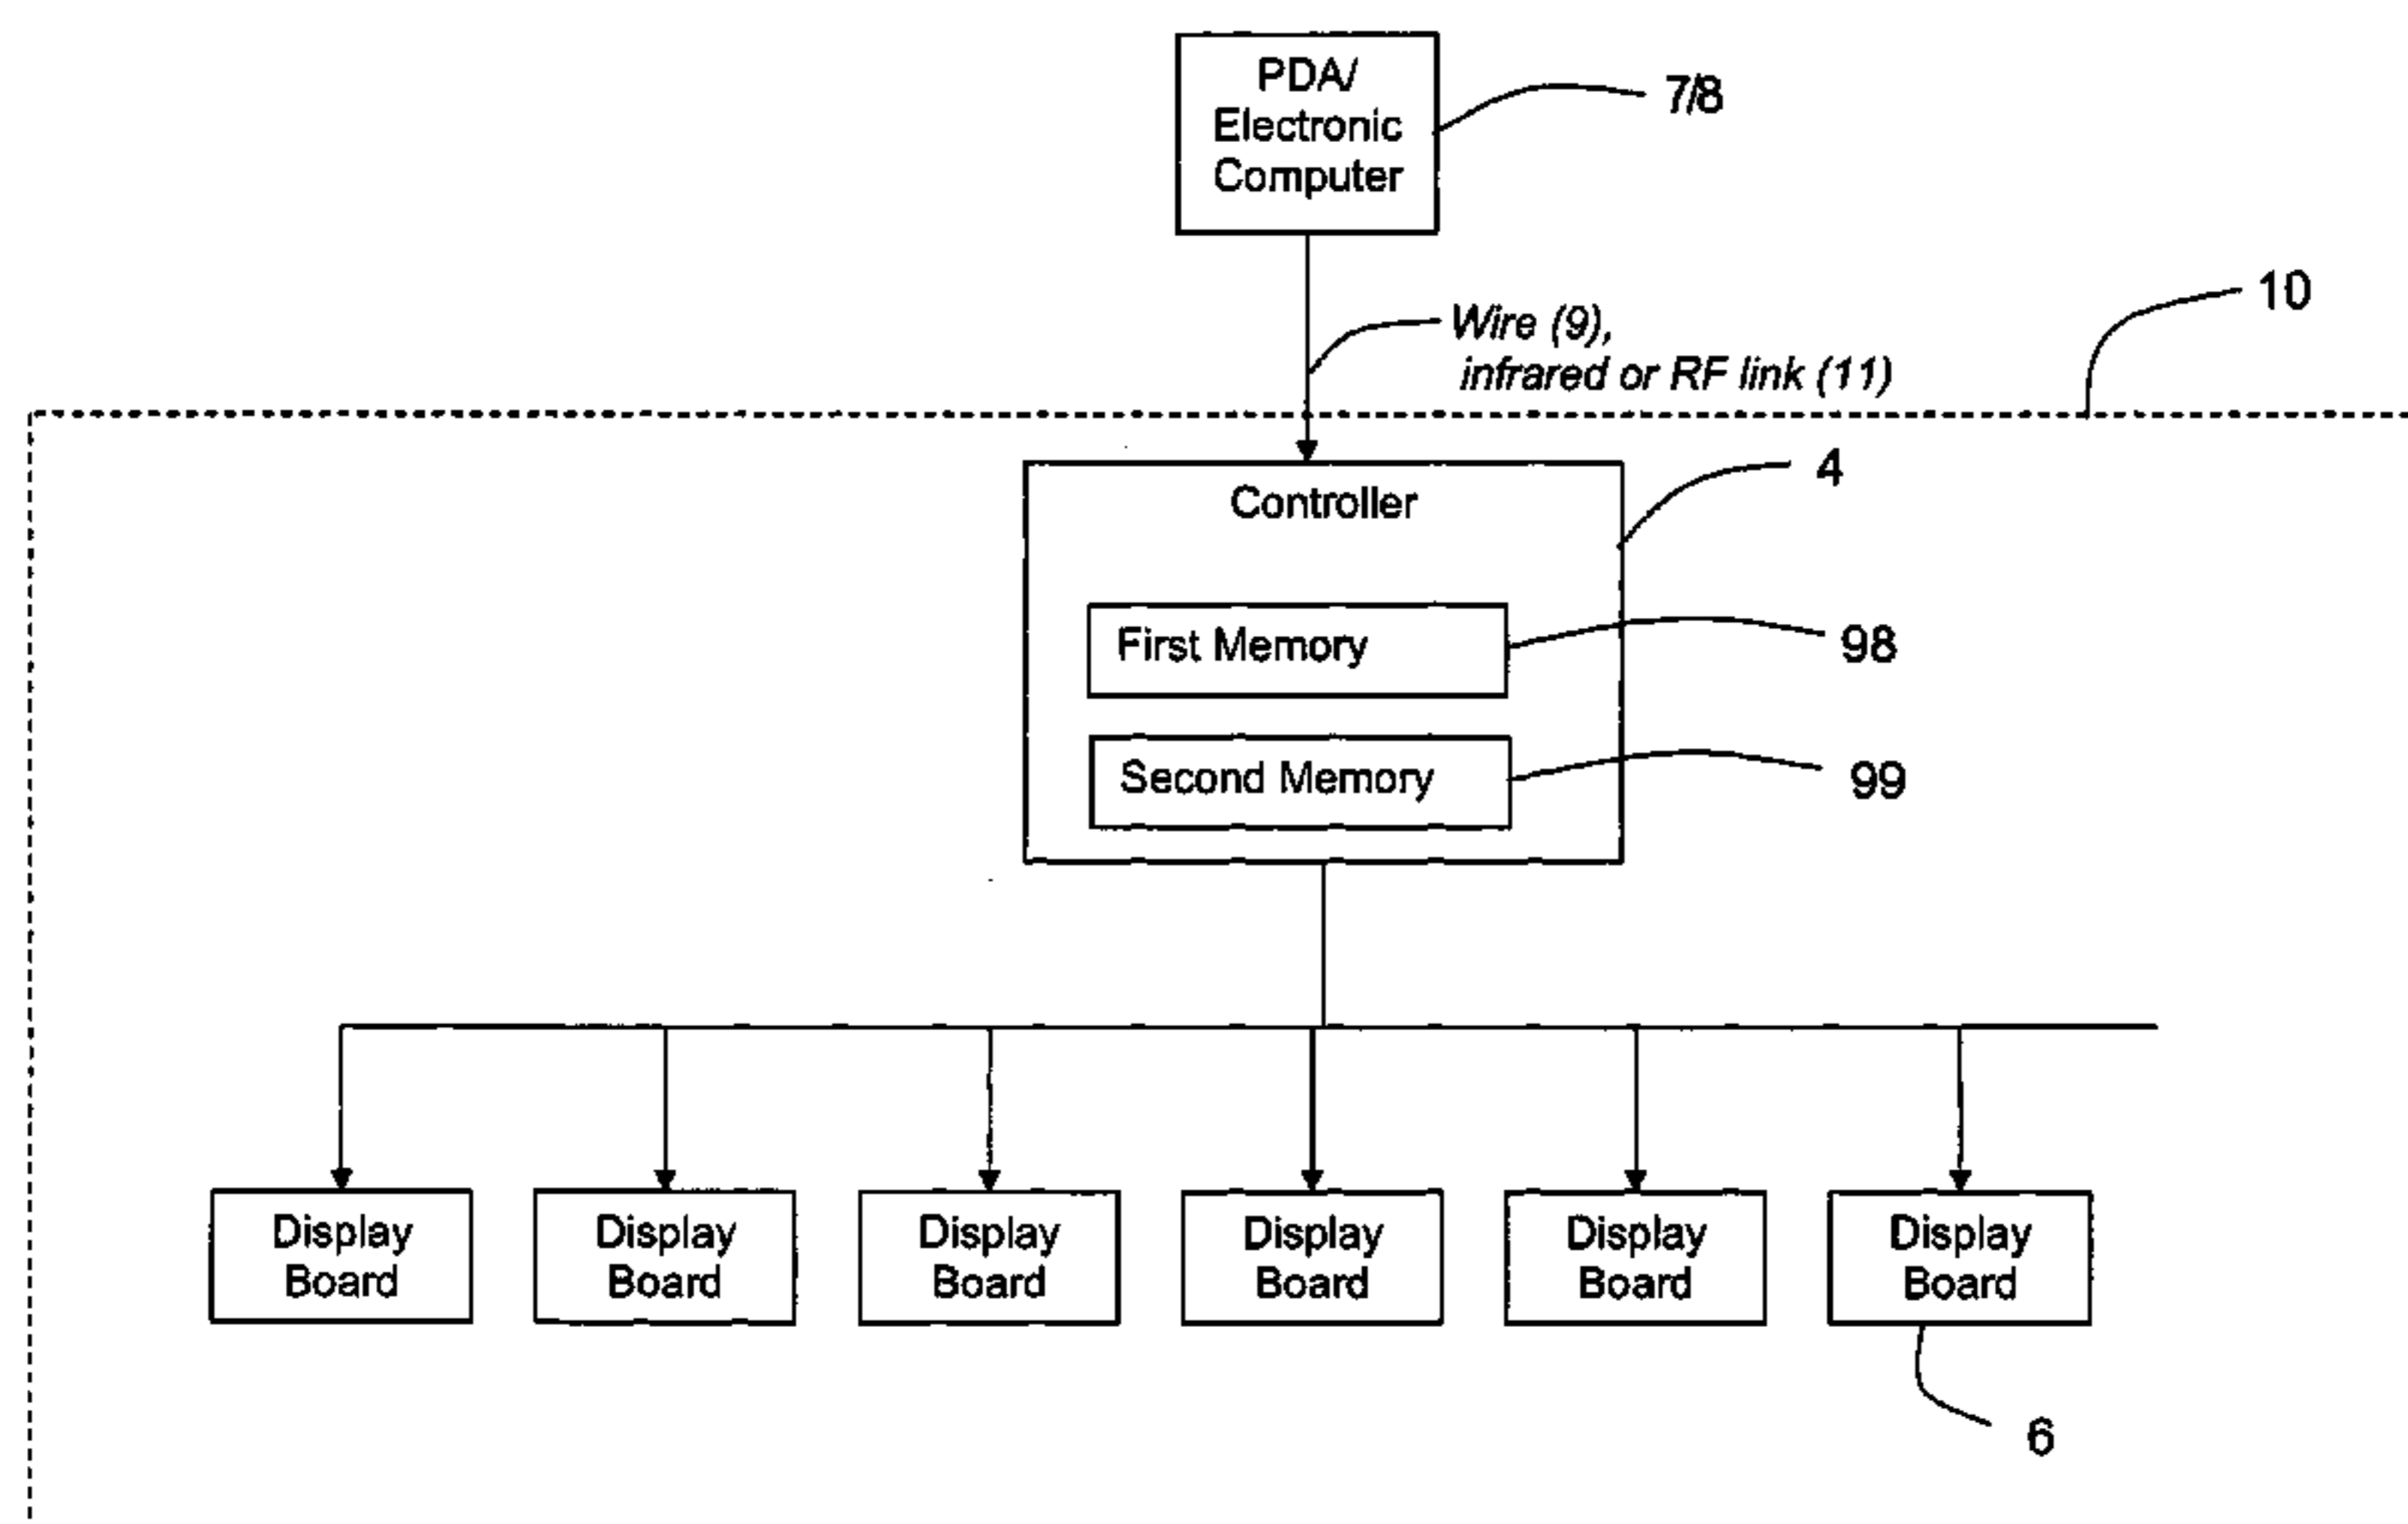 PDA/
Electronic
Computer
7/8
10
Wire (9),
infrared or RF link (11)
4
Controller
First Memory
98
Second Memory
99
Display
Board
Display
Board
Display
Board
Display
Board
Display
Board
Display
Board
6